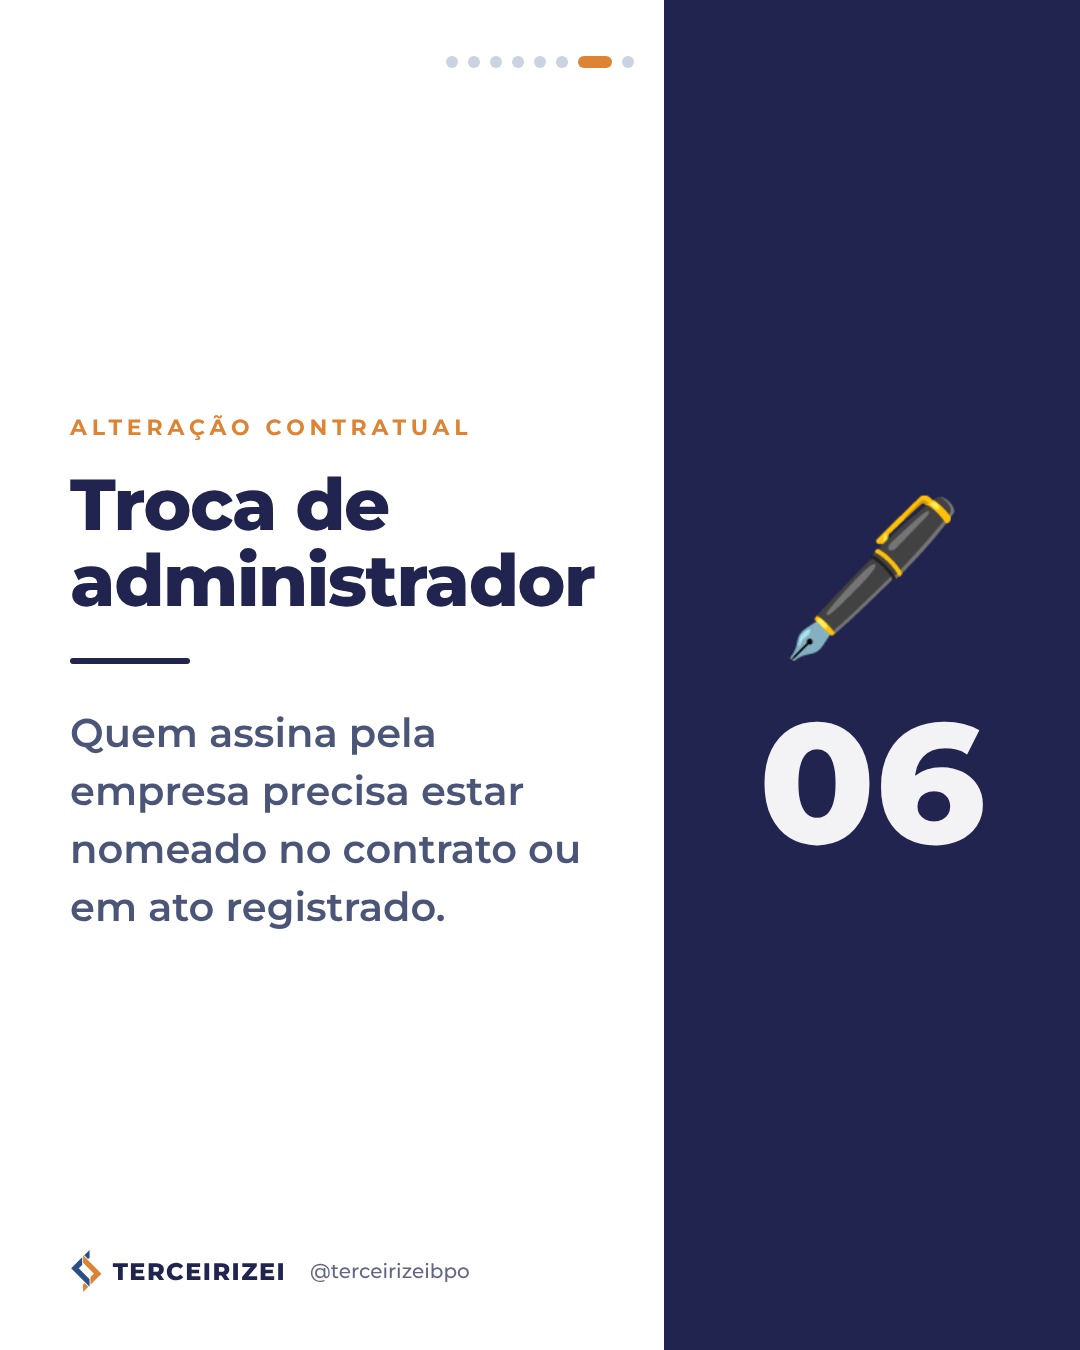 ALTERAÇÃO CONTRATUAL
Troca de
administrador
Quem assina pela
empresa precisa estar
nomeado no contrato ou
em ato registrado.
06
TERCEIRIZEI @terceirizeibpo